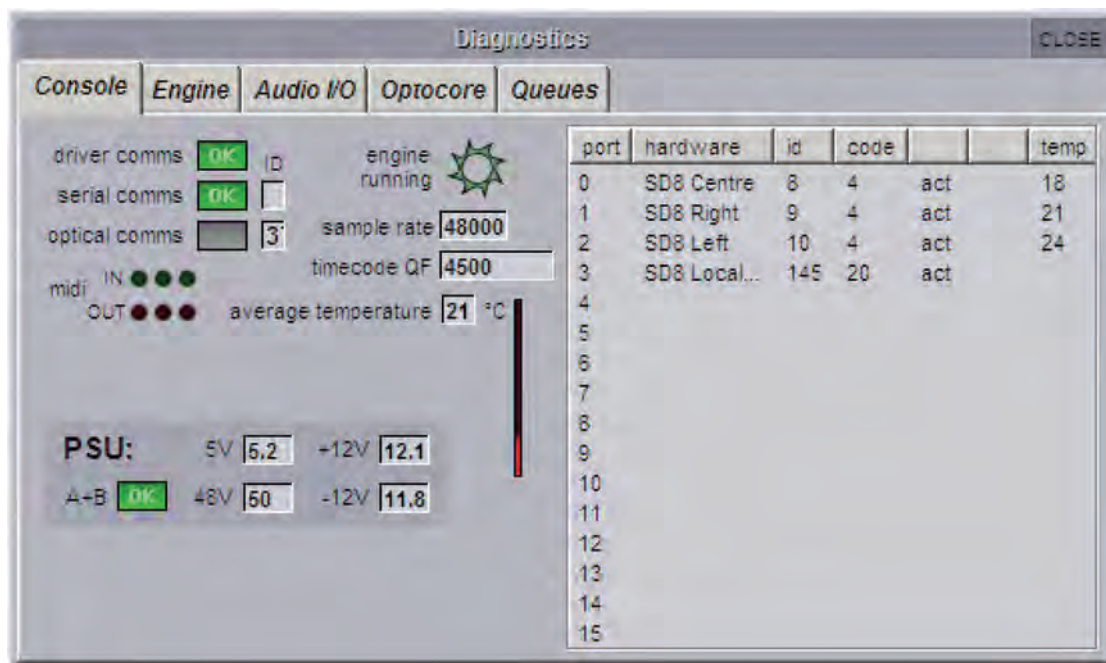 Diagnostics
CLOSE
Console Engine Audio I/O Optocore Queues
driver comms OK ID
serial comms OK
optical comms 3
midi IN
OUT
engine running
sample rate 48000
timecode QF 4500
average temperature 21 °C
PSU: 5V 5.2 +12V 12.1
A+B OK 48V 50 -12V 11.8
port hardware id code temp
0 SD8 Centre 8 4 act 18
1 SD8 Right 9 4 act 21
2 SD8 Left 10 4 act 24
3 SD8 Local... 145 20 act
4
5
6
7
8
9
10
11
12
13
14
15